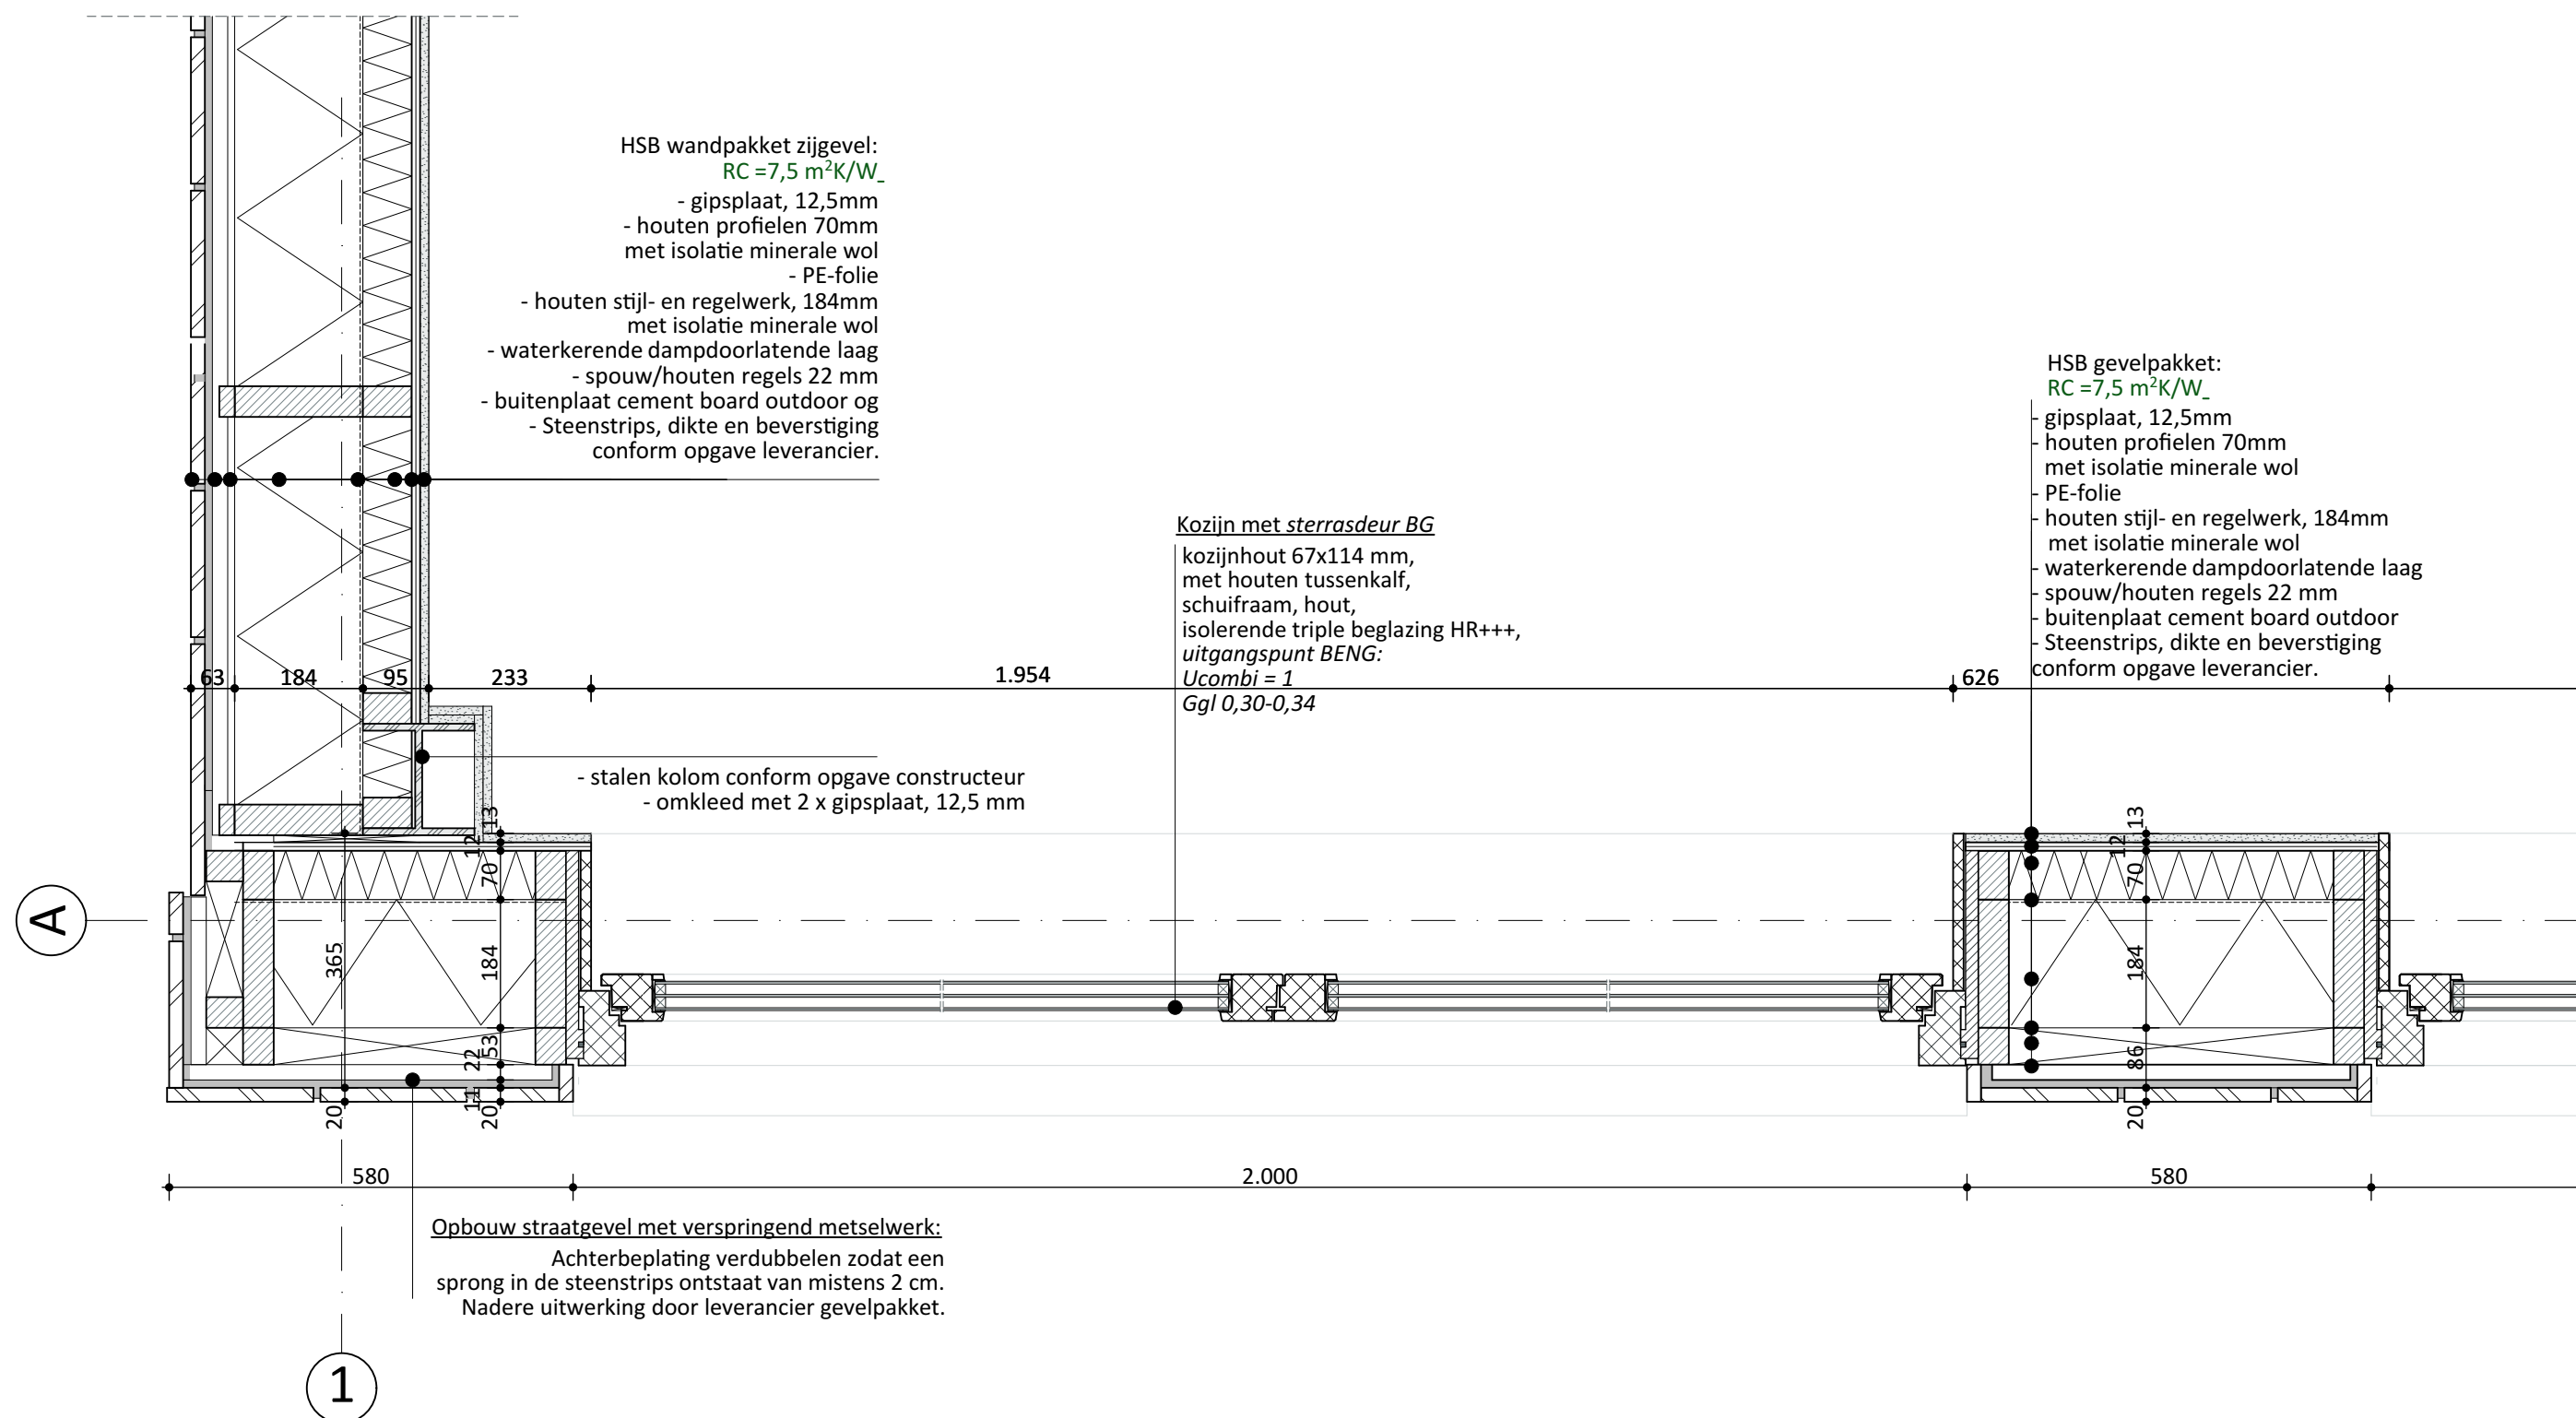 HSB wandpakket zijgevel:
RC =7,5 m²K/W_
- gipsplaat, 12,5mm
- houten profielen 70mm
met isolatie minerale wol
- PE-folie
- houten stijl- en regelwerk, 184mm
met isolatie minerale wol
- waterkerende dampdoorlatende laag
- spouw/houten regels 22 mm
- buitenplaat cement board outdoor og
- Steenstrips, dikte en beverstiging
conform opgave leverancier.
HSB gevelpakket:
RC =7,5 m²K/W_
- gipsplaat, 12,5mm
- houten profielen 70mm
met isolatie minerale wol
- PE-folie
- houten stijl- en regelwerk, 184mm
met isolatie minerale wol
- waterkerende dampdoorlatende laag
- spouw/houten regels 22 mm
- buitenplaat cement board outdoor
- Steenstrips, dikte en beverstiging
conform opgave leverancier.
Kozijn met sterrasdeur BG
kozijnhout 67x114 mm,
met houten tussenkalf,
schuifraam, hout,
isolerende triple beglazing HR+++,
uitgangspunt BENG:
Ucombi = 1
Ggl 0,30-0,34
63 184 95 233 1.954 626
- stalen kolom conform opgave constructeur
- omkleed met 2 x gipsplaat, 12,5 mm
13
12
70
184
53
22
11
20
365
20
13
12
70
184
86
20
A
580 2.000 580
Opbouw straatgevel met verspringend metselwerk:
Achterbeplating verdubbelen zodat een
sprong in de steenstrips ontstaat van mistens 2 cm.
Nadere uitwerking door leverancier gevelpakket.
1